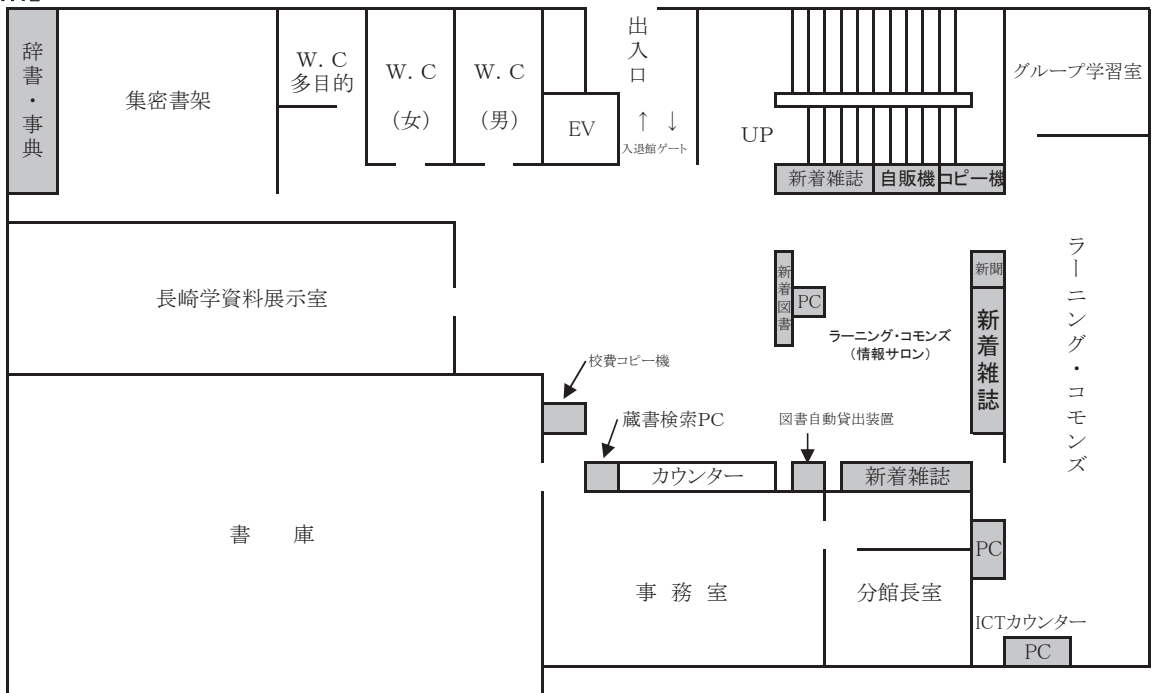 辞書・事典
集密書架
W.C
多目的
W.C
(女)
W.C
(男)
EV
出入口
↑ ↓
入退館ゲート
UP
新着雑誌
自販機
コピー機
グループ学習室
長崎学資料展示室
新着図書
PC
ラーニング・コモンズ
(情報サロン)
新聞
新着雑誌
ラーニング・コモンズ
校費コピー機
蔵書検索PC
図書自動貸出装置
カウンター
新着雑誌
書 庫
事 務 室
分館長室
PC
ICTカウンター
PC